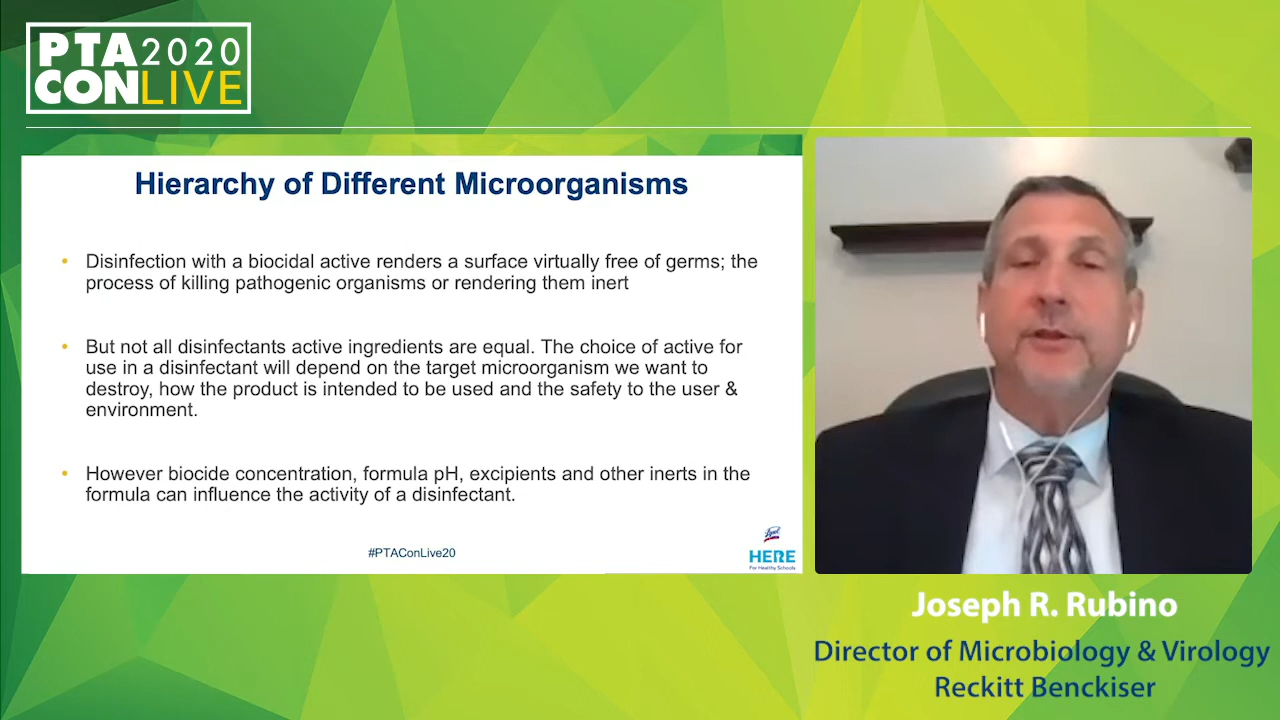 PTA 2020
CONLIVE
Hierarchy of Different Microorganisms
• Disinfection with a biocidal active renders a surface virtually free of germs; the
process of killing pathogenic organisms or rendering them inert
• But not all disinfectants active ingredients are equal. The choice of active for
use in a disinfectant will depend on the target microorganism we want to
destroy, how the product is intended to be used and the safety to the user &
environment.
• However biocide concentration, formula pH, excipients and other inerts in the
formula can influence the activity of a disinfectant.
#PTAConLive20
Lysol
HERE
For Healthy Schools
Joseph R. Rubino
Director of Microbiology & Virology
Reckitt Benckiser